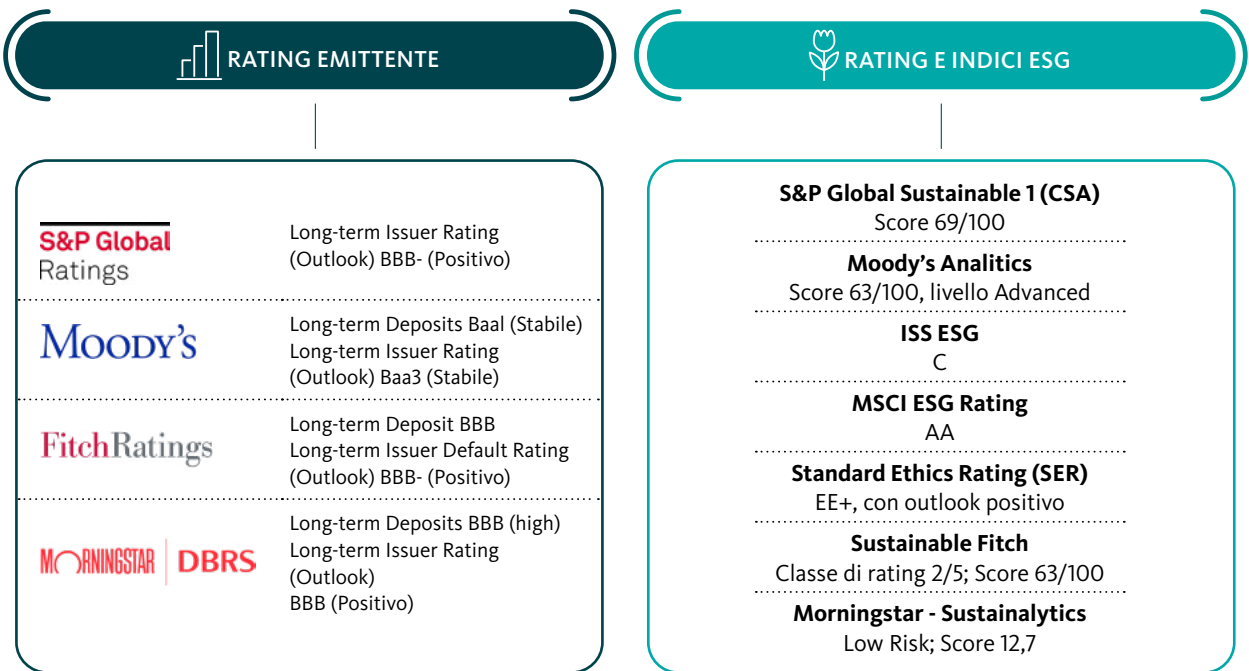 RATING EMITTENTE
S&P Global
Ratings
Long-term Issuer Rating
(Outlook) BBB- (Positivo)
MOODY'S
Long-term Deposits Baal (Stabile)
Long-term Issuer Rating
(Outlook) Baa3 (Stabile)
FitchRatings
Long-term Deposit BBB
Long-term Issuer Default Rating
(Outlook) BBB- (Positivo)
MORNINGSTAR | DBRS
Long-term Deposits BBB (high)
Long-term Issuer Rating
(Outlook)
BBB (Positivo)
RATING E INDICI ESG
S&P Global Sustainable 1 (CSA)
Score 69/100
Moody's Analitics
Score 63/100, livello Advanced
ISS ESG
C
MSCI ESG Rating
AA
Standard Ethics Rating (SER)
EE+, con outlook positivo
Sustainable Fitch
Classe di rating 2/5; Score 63/100
Morningstar - Sustainalytics
Low Risk; Score 12,7